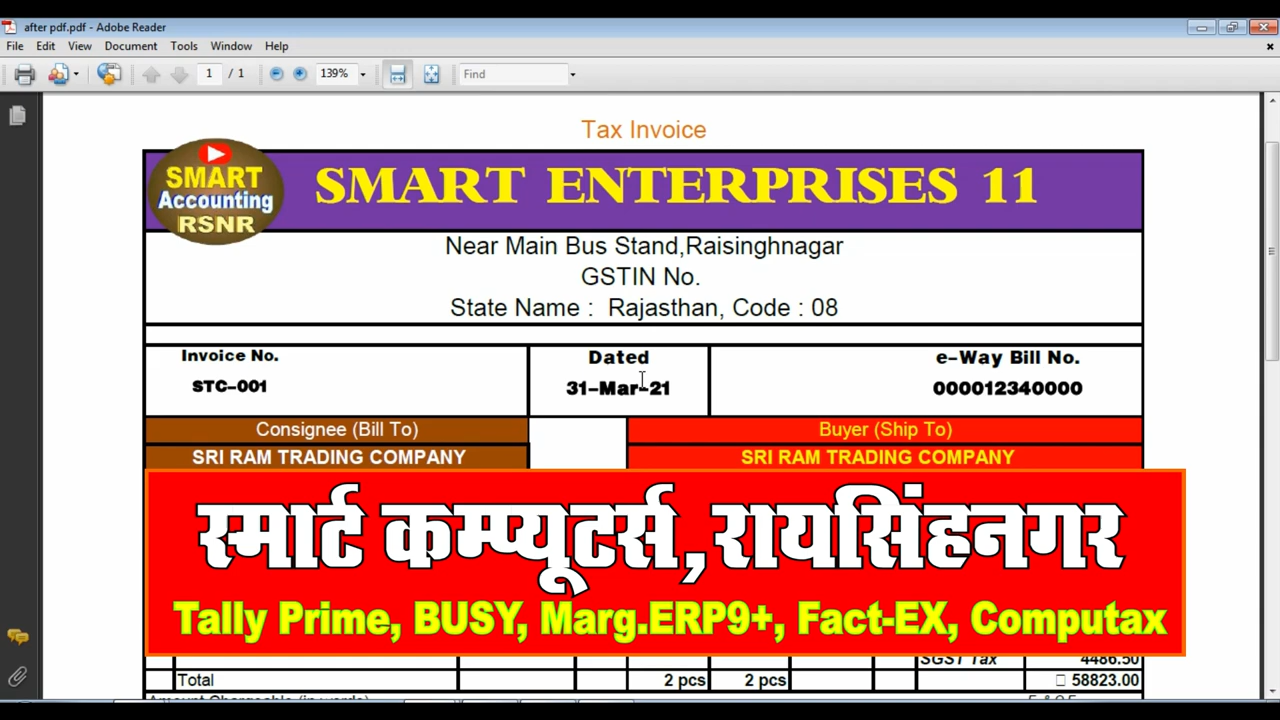 after pdf.pdf - Adobe Reader
File Edit View Document Tools Window Help
1 / 1 139% Find
Tax Invoice
SMART
Accounting
RSNR
SMART ENTERPRISES 11
Near Main Bus Stand,Raisinghnagar
GSTIN No.
State Name : Rajasthan, Code : 08
Invoice No. Dated e-Way Bill No.
STC-001 31-Mar-21 000012340000
Consignee (Bill To) Buyer (Ship To)
SRI RAM TRADING COMPANY SRI RAM TRADING COMPANY
स्मार्ट कम्प्यूटर्स,रायसिंहनगर
Tally Prime, BUSY, Marg.ERP9+, Fact-EX, Computax
SGST Tax 4486.50
Total 2 pcs 2 pcs 58823.00
Amount Chargeable (in words) E. & O.E